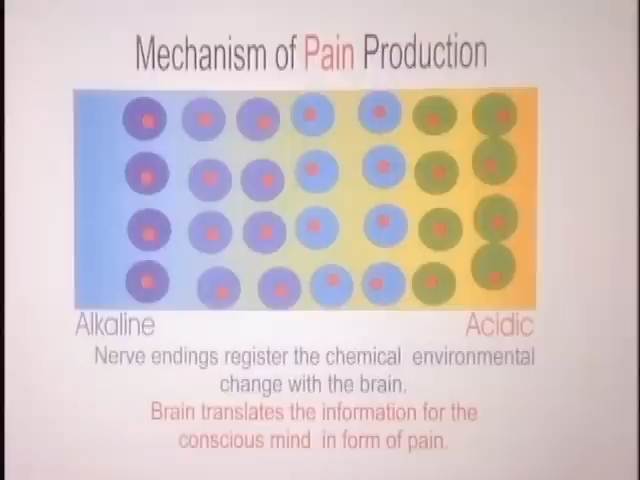 Mechanism of Pain Production
Alkaline
Acidic
Nerve endings register the chemical environmental
change with the brain.
Brain translates the information for the
conscious mind in form of pain.